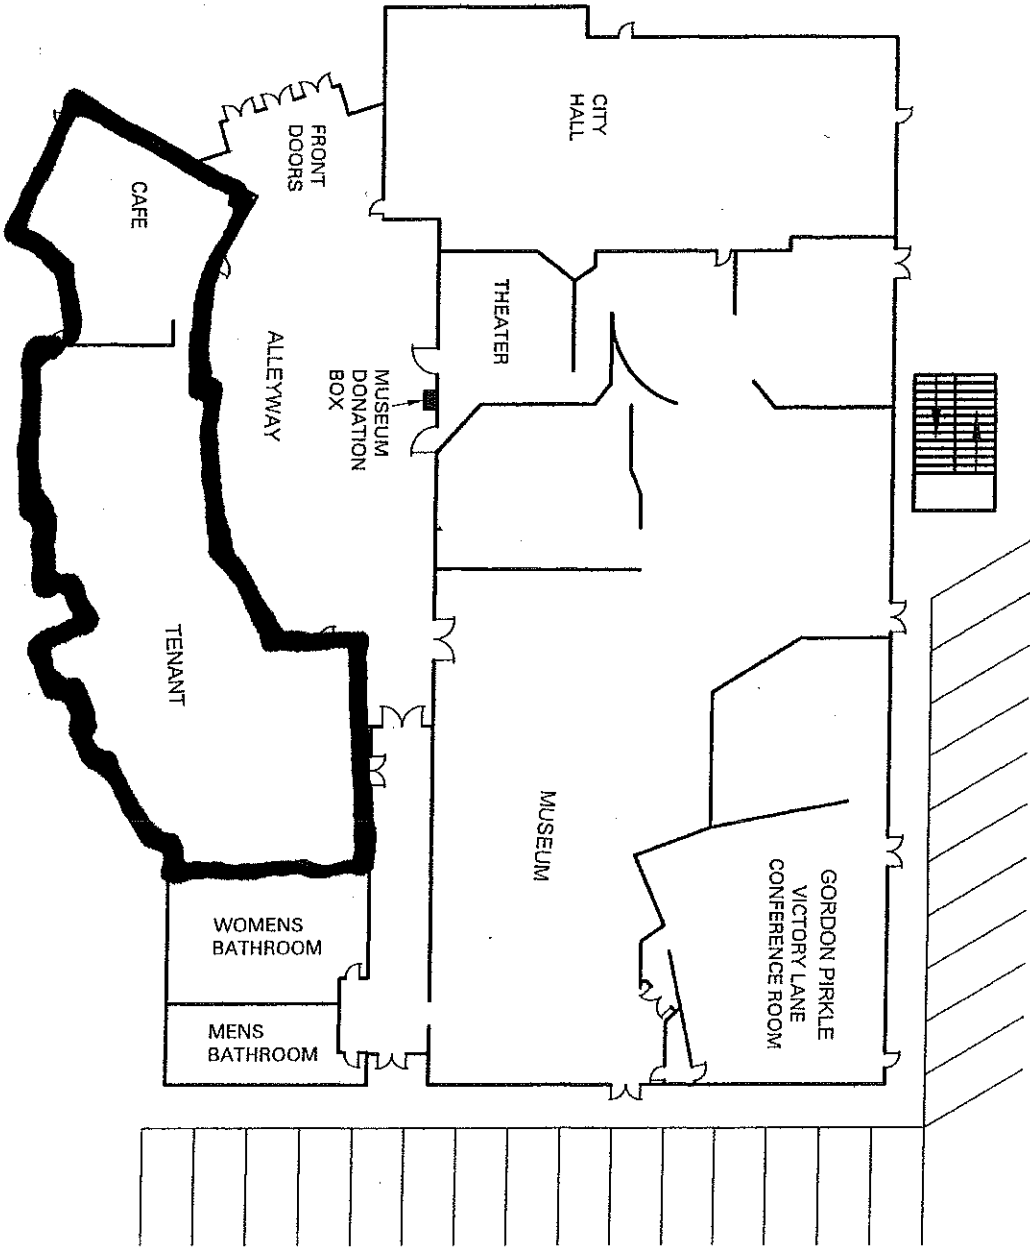 CITY
HALL
FRONT
DOORS
CAFE
THEATER
ALLEYWAY
MUSEUM
DONATION
BOX
TENANT
MUSEUM
GORDON PIRKLE
VICTORY LANE
CONFERENCE ROOM
WOMENS
BATHROOM
MENS
BATHROOM